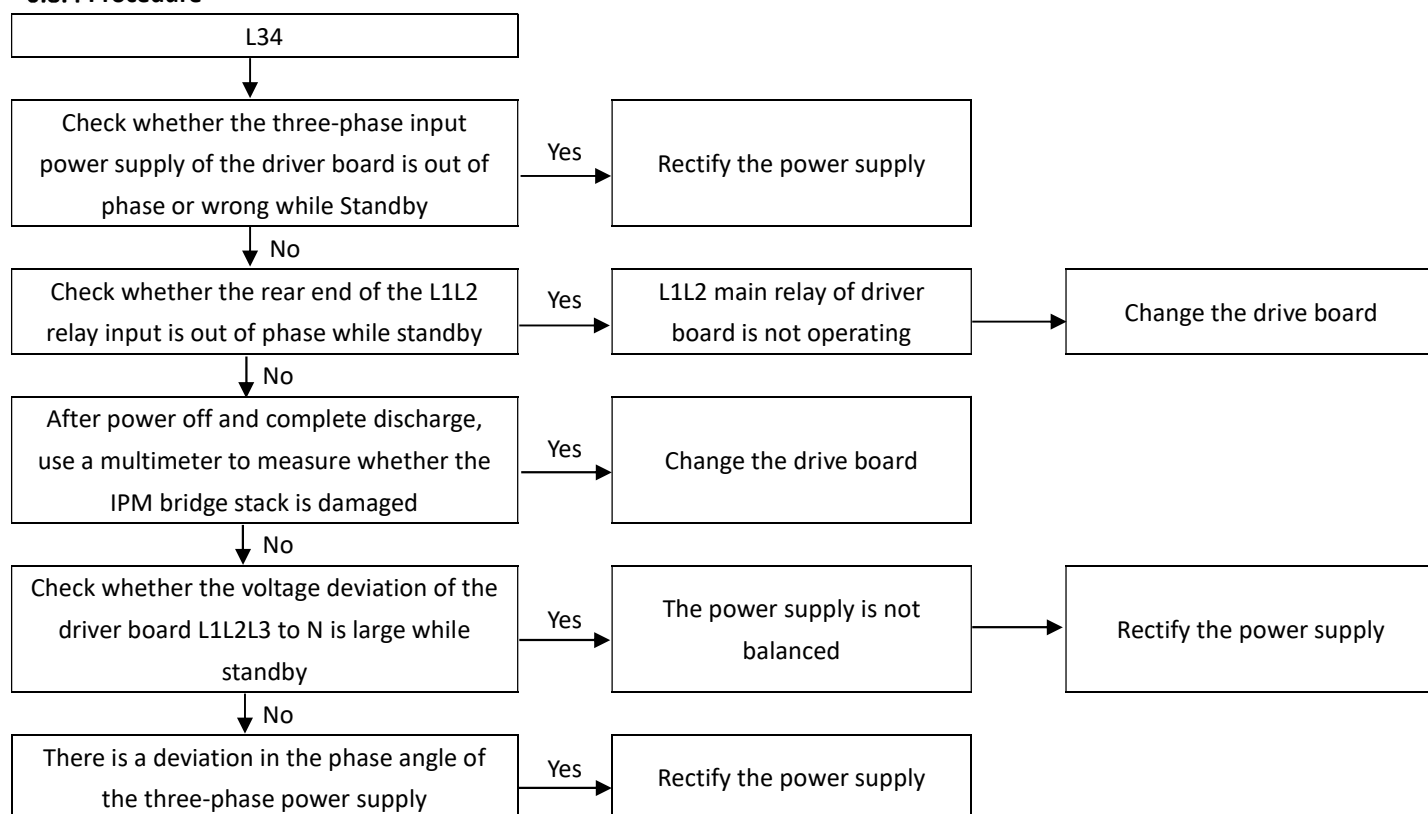 L34
Check whether the three-phase input
power supply of the driver board is out of
phase or wrong while Standby
Yes
Rectify the power supply
No
Check whether the rear end of the L1L2
relay input is out of phase while standby
Yes
L1L2 main relay of driver
board is not operating
Change the drive board
No
After power off and complete discharge,
use a multimeter to measure whether the
IPM bridge stack is damaged
Yes
Change the drive board
No
Check whether the voltage deviation of the
driver board L1L2L3 to N is large while
standby
Yes
The power supply is not
balanced
Rectify the power supply
No
There is a deviation in the phase angle of
the three-phase power supply
Yes
Rectify the power supply